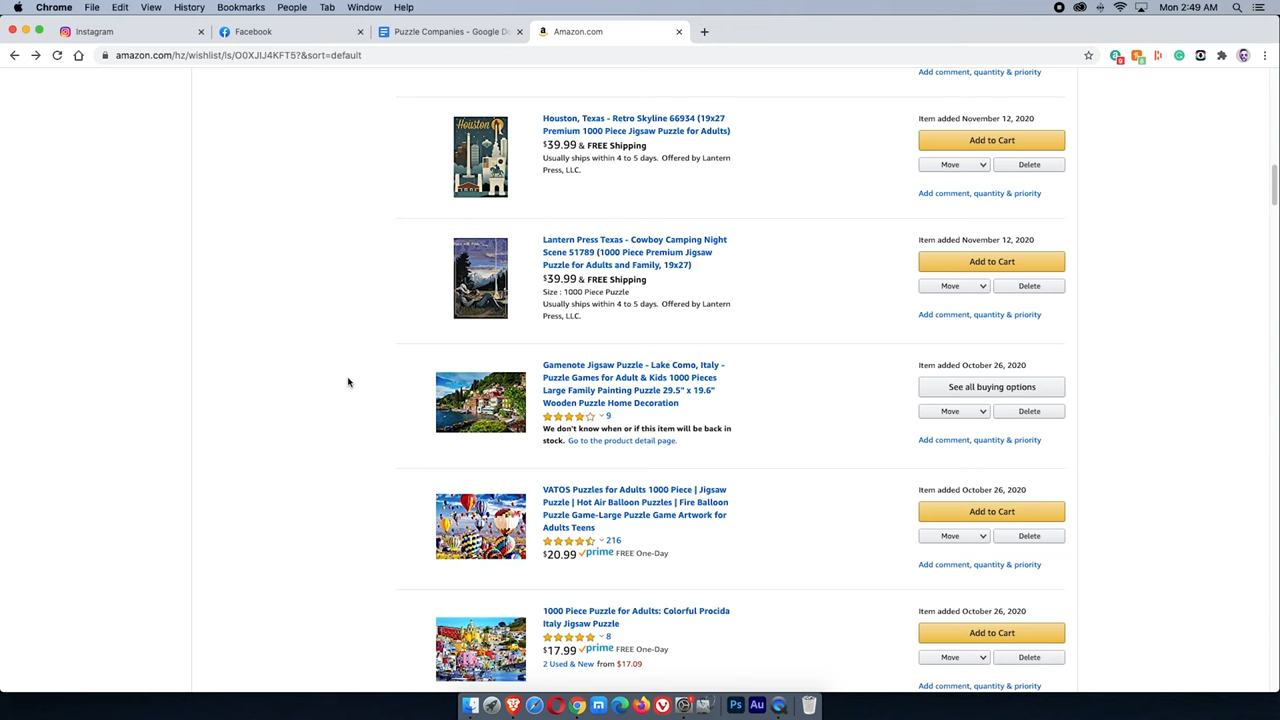 Chrome File Edit View History Bookmarks People Tab Window Help
Mon 2:49 AM
Instagram
Facebook
Puzzle Companies - Google Do
Amazon.com
amazon.com/hz/wishlist/ls/O0XJIJ4KFT5?&sort=default
Add comment, quantity & priority
Houston
Houston, Texas - Retro Skyline 66934 (19x27
Premium 1000 Piece Jigsaw Puzzle for Adults)
$39.99 & FREE Shipping
Usually ships within 4 to 5 days. Offered by Lantern
Press, LLC.
Item added November 12, 2020
Add to Cart
Move
Delete
Add comment, quantity & priority
Lantern Press Texas - Cowboy Camping Night
Scene 51789 (1000 Piece Premium Jigsaw
Puzzle for Adults and Family, 19x27)
$39.99 & FREE Shipping
Size : 1000 Piece Puzzle
Usually ships within 4 to 5 days. Offered by Lantern
Press, LLC.
Item added November 12, 2020
Add to Cart
Move
Delete
Add comment, quantity & priority
Gamenote Jigsaw Puzzle - Lake Como, Italy -
Puzzle Games for Adult & Kids 1000 Pieces
Large Family Painting Puzzle 29.5" x 19.6"
Wooden Puzzle Home Decoration
9
We don't know when or if this item will be back in
stock. Go to the product detail page.
Item added October 26, 2020
See all buying options
Move
Delete
Add comment, quantity & priority
VATOS Puzzles for Adults 1000 Piece | Jigsaw
Puzzle | Hot Air Balloon Puzzles | Fire Balloon
Puzzle Game-Large Puzzle Game Artwork for
Adults Teens
216
$20.99 prime FREE One-Day
Item added October 26, 2020
Add to Cart
Move
Delete
Add comment, quantity & priority
1000 Piece Puzzle for Adults: Colorful Procida
Italy Jigsaw Puzzle
8
$17.99 prime FREE One-Day
2 Used & New from $17.09
Item added October 26, 2020
Add to Cart
Move
Delete
Add comment, quantity & priority
Ps
Au